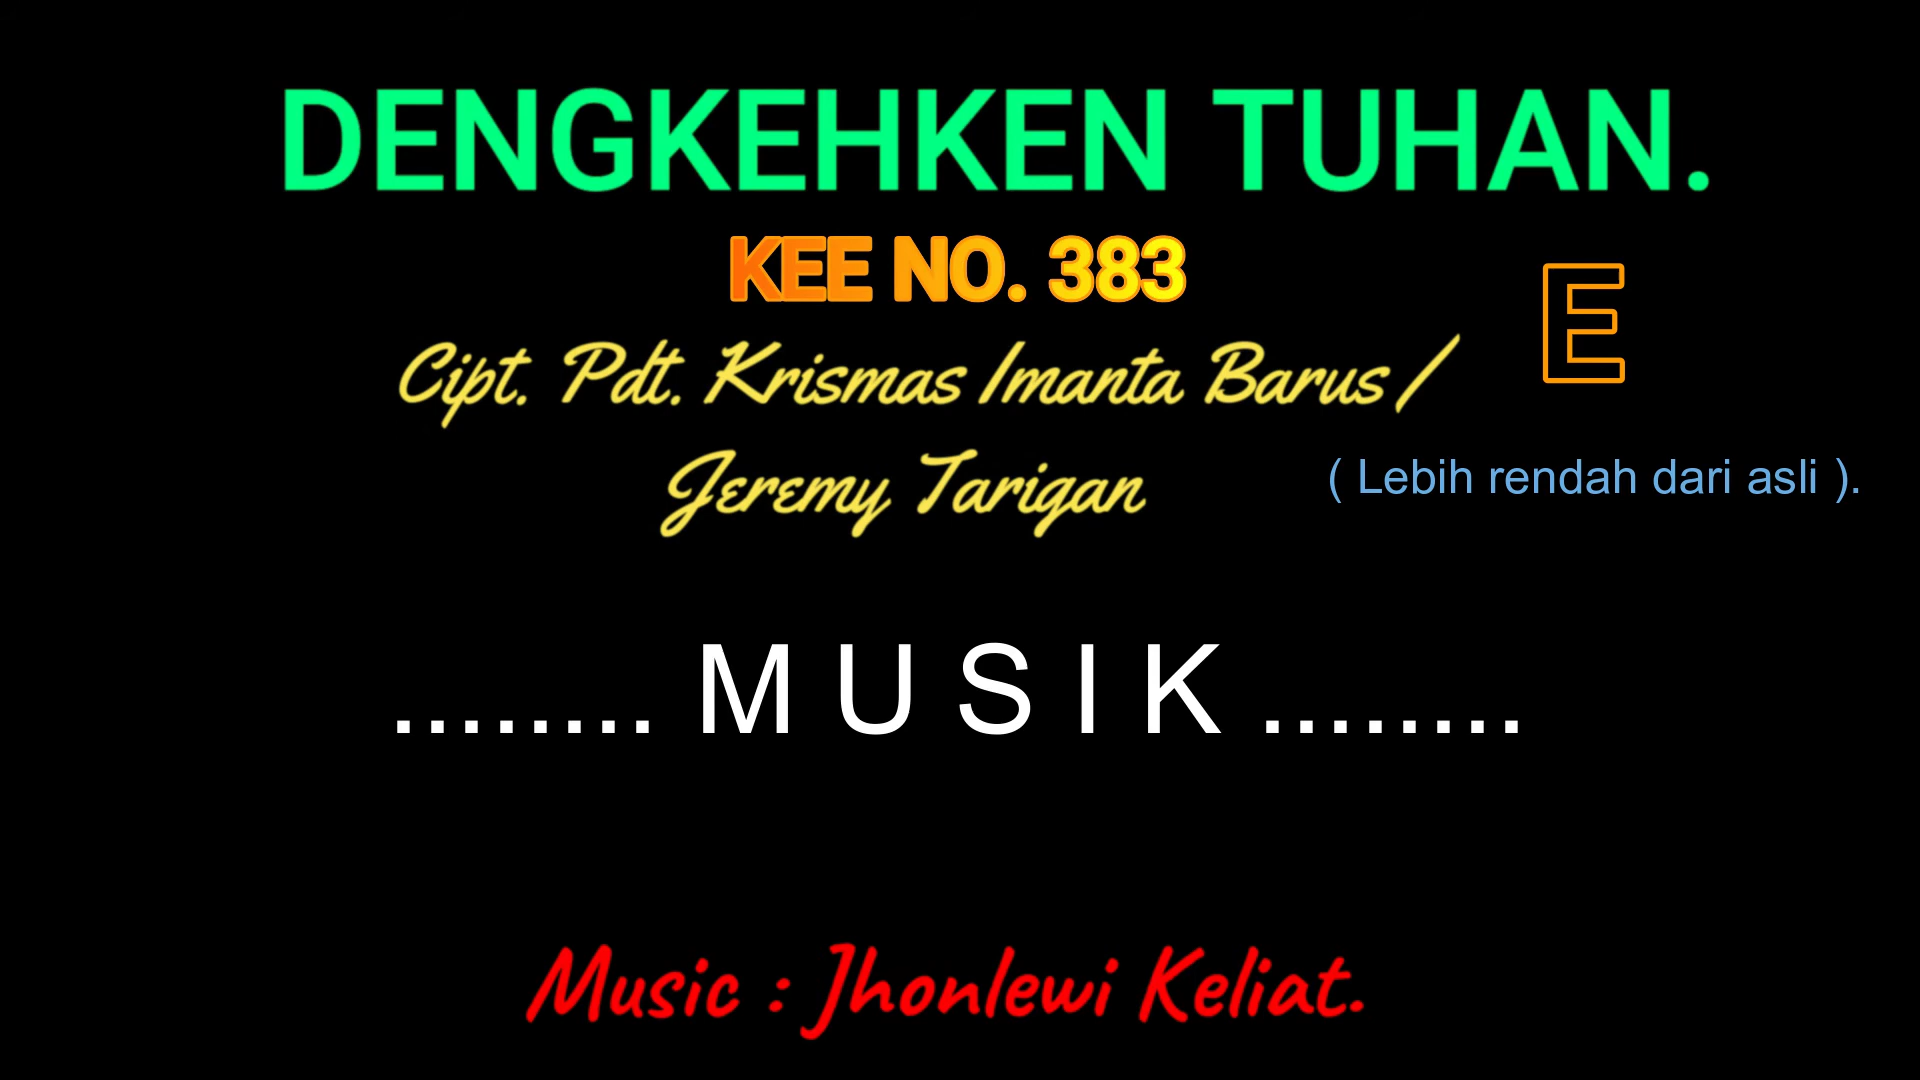 DENGKEHKEN TUHAN.
KEE NO. 383
E
Cipt. Pdt. Krismas Imanta Barus /
Jeremy Tarigan
( Lebih rendah dari asli ).
........ M U S I K ........
Music : Jhonlewi Keliat.